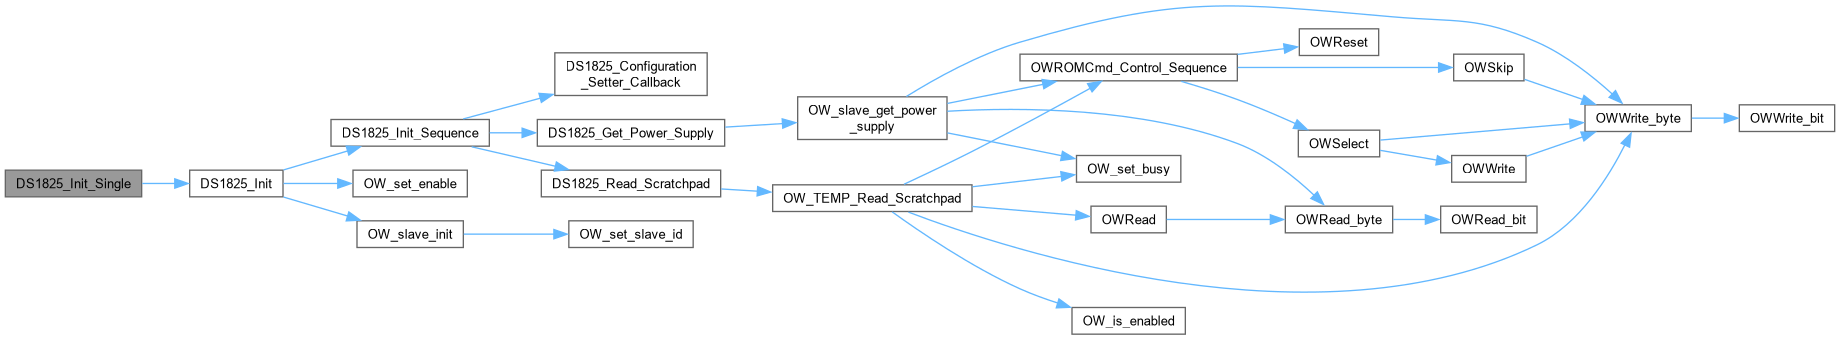 DS1825_Init_Single
DS1825_Init
DS1825_Init_Sequence
OW_set_enable
OW_slave_init
DS1825_Configuration
_Setter_Callback
DS1825_Get_Power_Supply
DS1825_Read_Scratchpad
OW_set_slave_id
OW_slave_get_power
_supply
OW_TEMP_Read_Scratchpad
OWROMCmd_Control_Sequence
OW_set_busy
OWRead
OW_is_enabled
OWReset
OWSelect
OWRead_byte
OWSkip
OWWrite
OWRead_bit
OWWrite_byte
OWWrite_bit